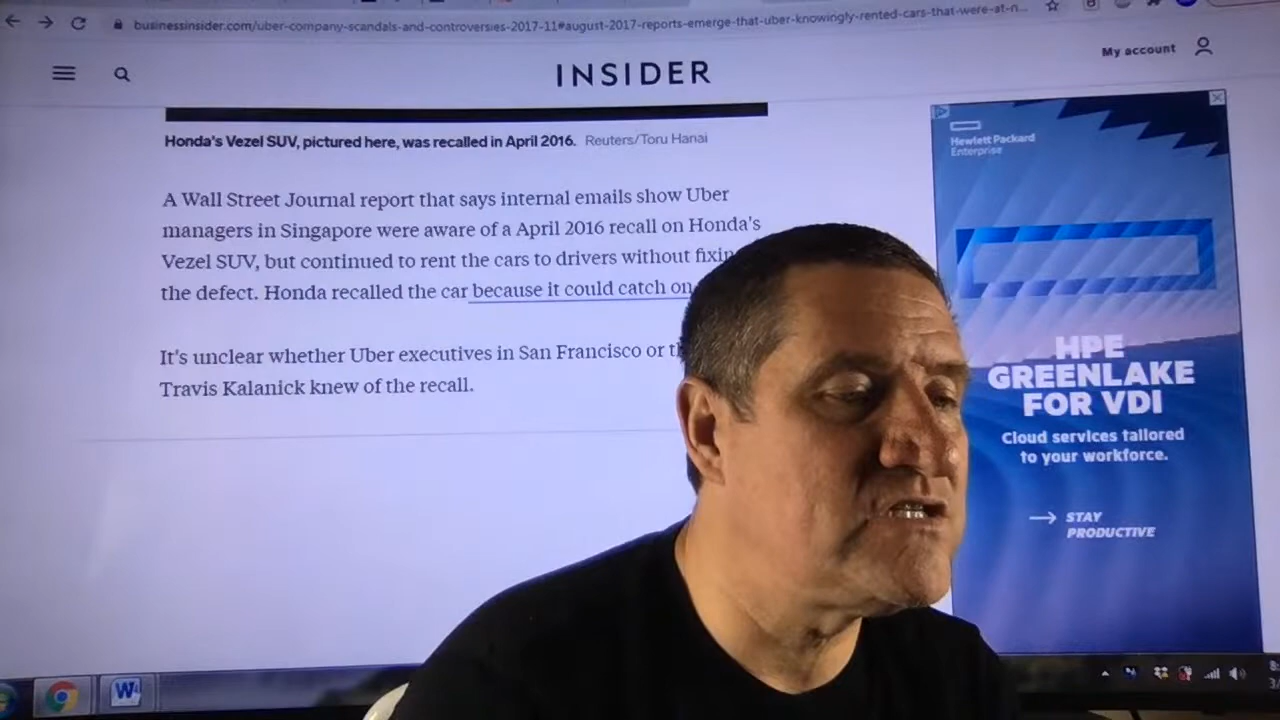 businessinsider.com/uber-company-scandals-and-controversies-2017-11#august-2017-reports-emerge-that-uber-knowingly-rented-cars-that-were-at-n...
INSIDER
My account
Honda's Vezel SUV, pictured here, was recalled in April 2016. Reuters/Toru Hanai
A Wall Street Journal report that says internal emails show Uber
managers in Singapore were aware of a April 2016 recall on Honda's
Vezel SUV, but continued to rent the cars to drivers without fixin
the defect. Honda recalled the car because it could catch on
It's unclear whether Uber executives in San Francisco or
Travis Kalanick knew of the recall.
Hewlett Packard
Enterprise
HPE
GREENLAKE
FOR VDI
Cloud services tailored
to your workforce.
STAY
PRODUCTIVE
W